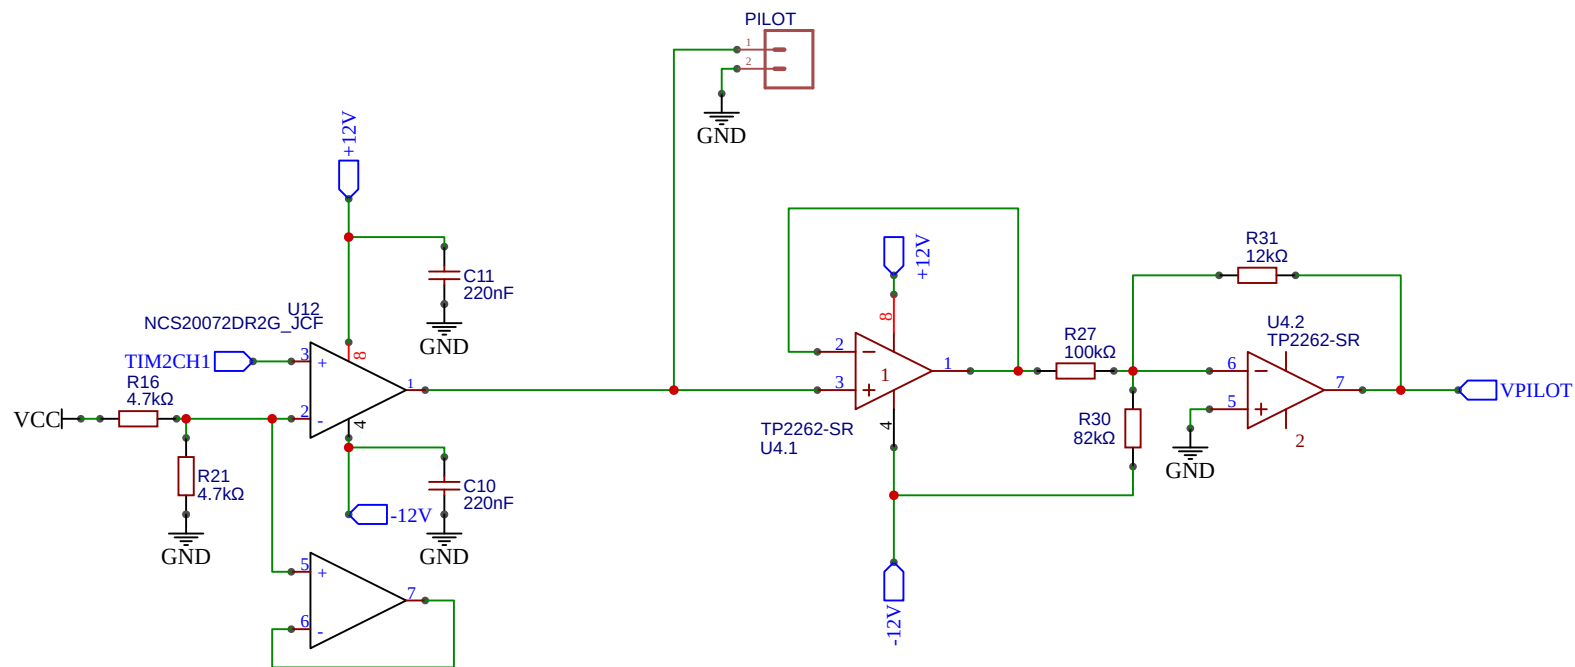 PILOT
1
2
GND
+12V
C11
220nF
GND
U12
NCS20072DR2G_JCF
8
TIM2CH1
3
+
1
R16
4.7kΩ
VCC
2
-
4
R21
4.7kΩ
GND
C10
220nF
-12V
GND
5
+
7
6
-
+12V
8
2
1
1
3
4
TP2262-SR
U4.1
-12V
R27
100kΩ
R30
82kΩ
R31
12kΩ
U4.2
TP2262-SR
6
7
5
2
VPILOT
GND